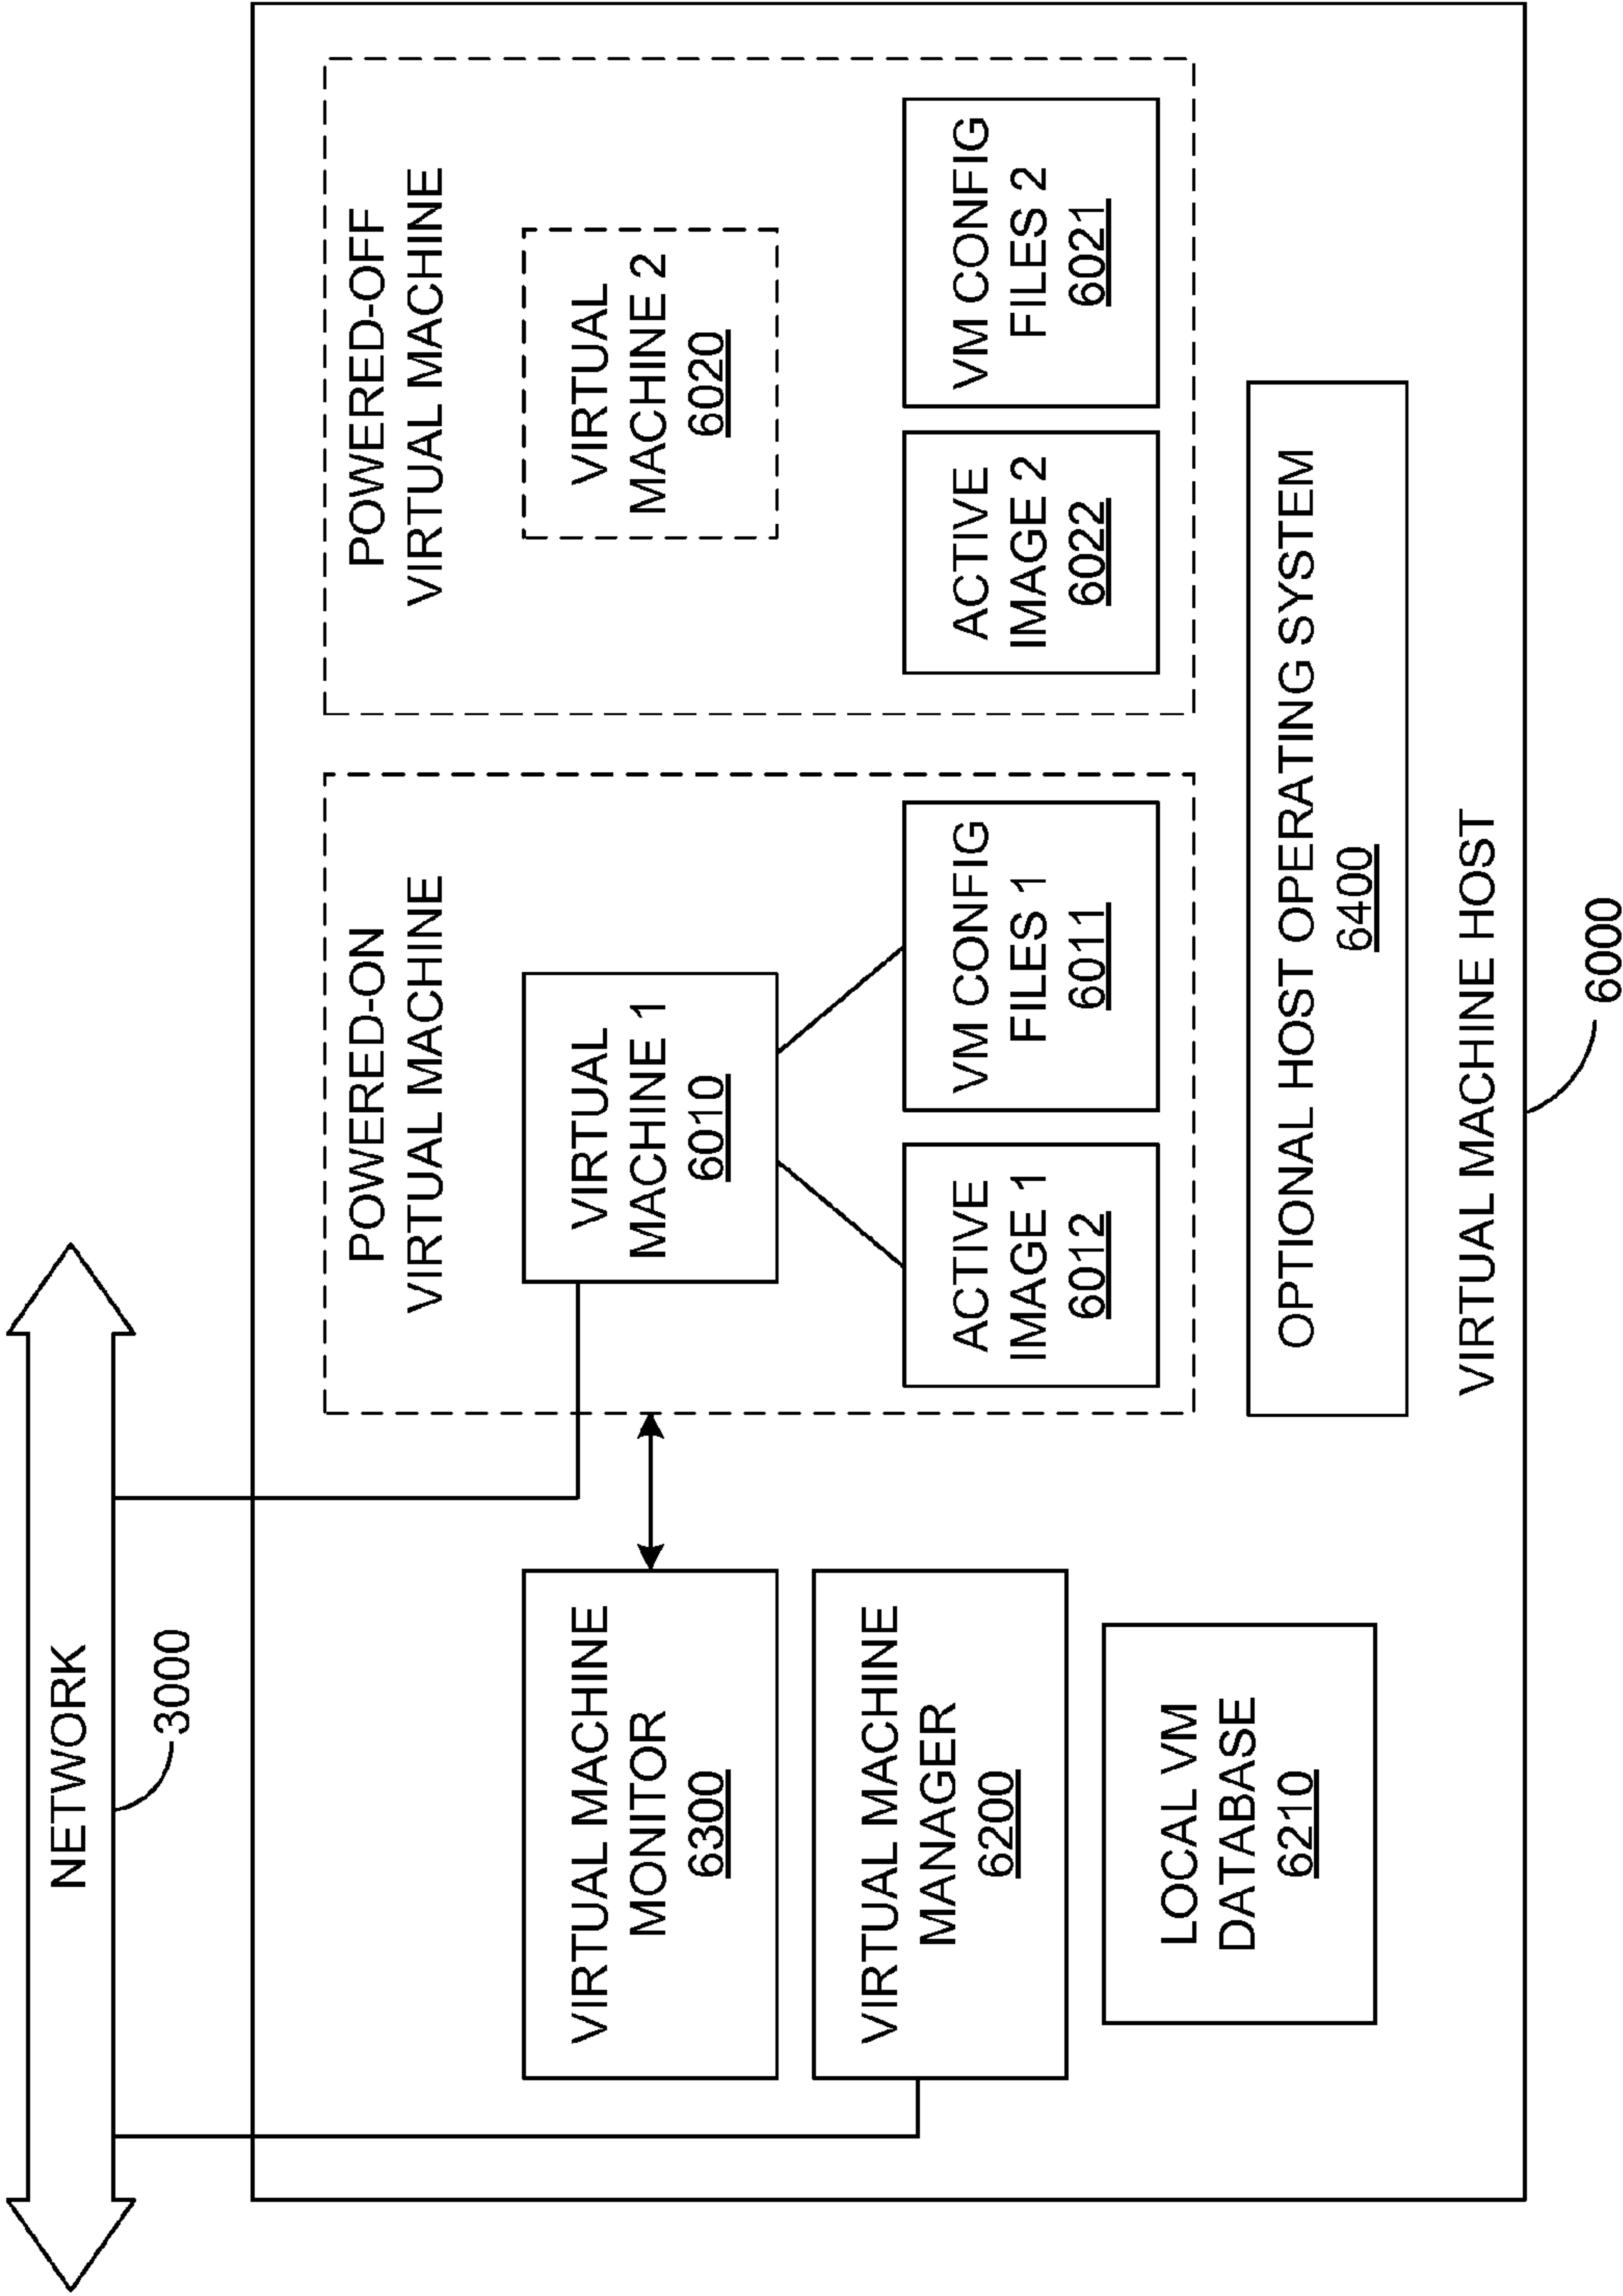 NETWORK
3000
VIRTUAL MACHINE
MONITOR
6300
VIRTUAL MACHINE
MANAGER
6200
LOCAL VM
DATABASE
6210
POWERED-ON
VIRTUAL MACHINE
VIRTUAL
MACHINE 1
6010
ACTIVE
IMAGE 1
6012
VM CONFIG
FILES 1
6011
POWERED-OFF
VIRTUAL MACHINE
VIRTUAL
MACHINE 2
6020
ACTIVE
IMAGE 2
6022
VM CONFIG
FILES 2
6021
OPTIONAL HOST OPERATING SYSTEM
6400
VIRTUAL MACHINE HOST
6000